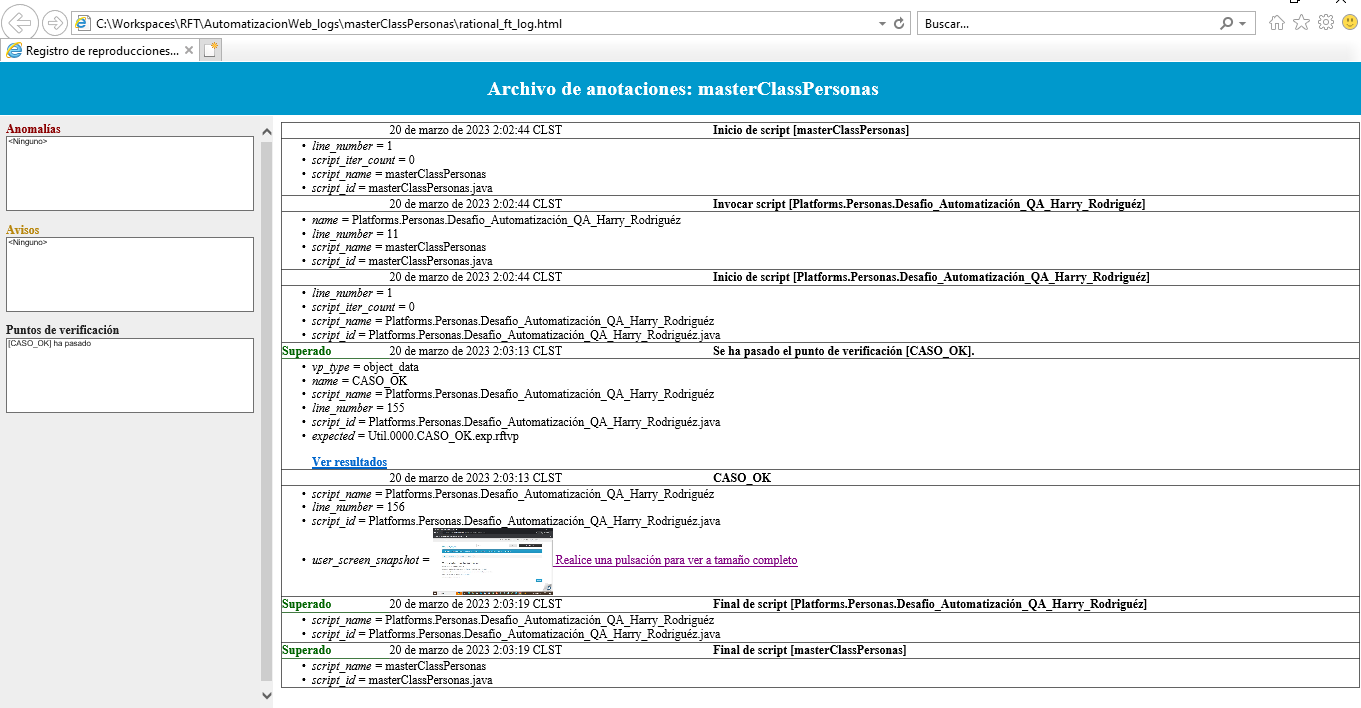 C:\Workspaces\RFT\AutomatizacionWeb_logs\masterClassPersonas\rational_ft_log.html
Buscar...
Registro de reproducciones...
Archivo de anotaciones: masterClassPersonas
Anomalías
<Ninguno>
Avisos
<Ninguno>
Puntos de verificación
[CASO_OK] ha pasado
20 de marzo de 2023 2:02:44 CLST Inicio de script [masterClassPersonas]
• line_number = 1
• script_iter_count = 0
• script_name = masterClassPersonas
• script_id = masterClassPersonas.java
20 de marzo de 2023 2:02:44 CLST Invocar script [Platforms.Personas.Desafio_Automatización_QA_Harry_Rodriguéz]
• name = Platforms.Personas.Desafio_Automatización_QA_Harry_Rodriguéz
• line_number = 11
• script_name = masterClassPersonas
• script_id = masterClassPersonas.java
20 de marzo de 2023 2:02:44 CLST Inicio de script [Platforms.Personas.Desafio_Automatización_QA_Harry_Rodriguéz]
• line_number = 1
• script_iter_count = 0
• script_name = Platforms.Personas.Desafio_Automatización_QA_Harry_Rodriguéz
• script_id = Platforms.Personas.Desafio_Automatización_QA_Harry_Rodriguéz.java
Superado 20 de marzo de 2023 2:03:13 CLST Se ha pasado el punto de verificación [CASO_OK].
• vp_type = object_data
• name = CASO_OK
• script_name = Platforms.Personas.Desafio_Automatización_QA_Harry_Rodriguéz
• line_number = 155
• script_id = Platforms.Personas.Desafio_Automatización_QA_Harry_Rodriguéz.java
• expected = Util.0000.CASO_OK.exp.rftvp
Ver resultados
20 de marzo de 2023 2:03:13 CLST CASO_OK
• script_name = Platforms.Personas.Desafio_Automatización_QA_Harry_Rodriguéz
• line_number = 156
• script_id = Platforms.Personas.Desafio_Automatización_QA_Harry_Rodriguéz.java
• user_screen_snapshot = Realice una pulsación para ver a tamaño completo
Superado 20 de marzo de 2023 2:03:19 CLST Final de script [Platforms.Personas.Desafio_Automatización_QA_Harry_Rodriguéz]
• script_name = Platforms.Personas.Desafio_Automatización_QA_Harry_Rodriguéz
• script_id = Platforms.Personas.Desafio_Automatización_QA_Harry_Rodriguéz.java
Superado 20 de marzo de 2023 2:03:19 CLST Final de script [masterClassPersonas]
• script_name = masterClassPersonas
• script_id = masterClassPersonas.java